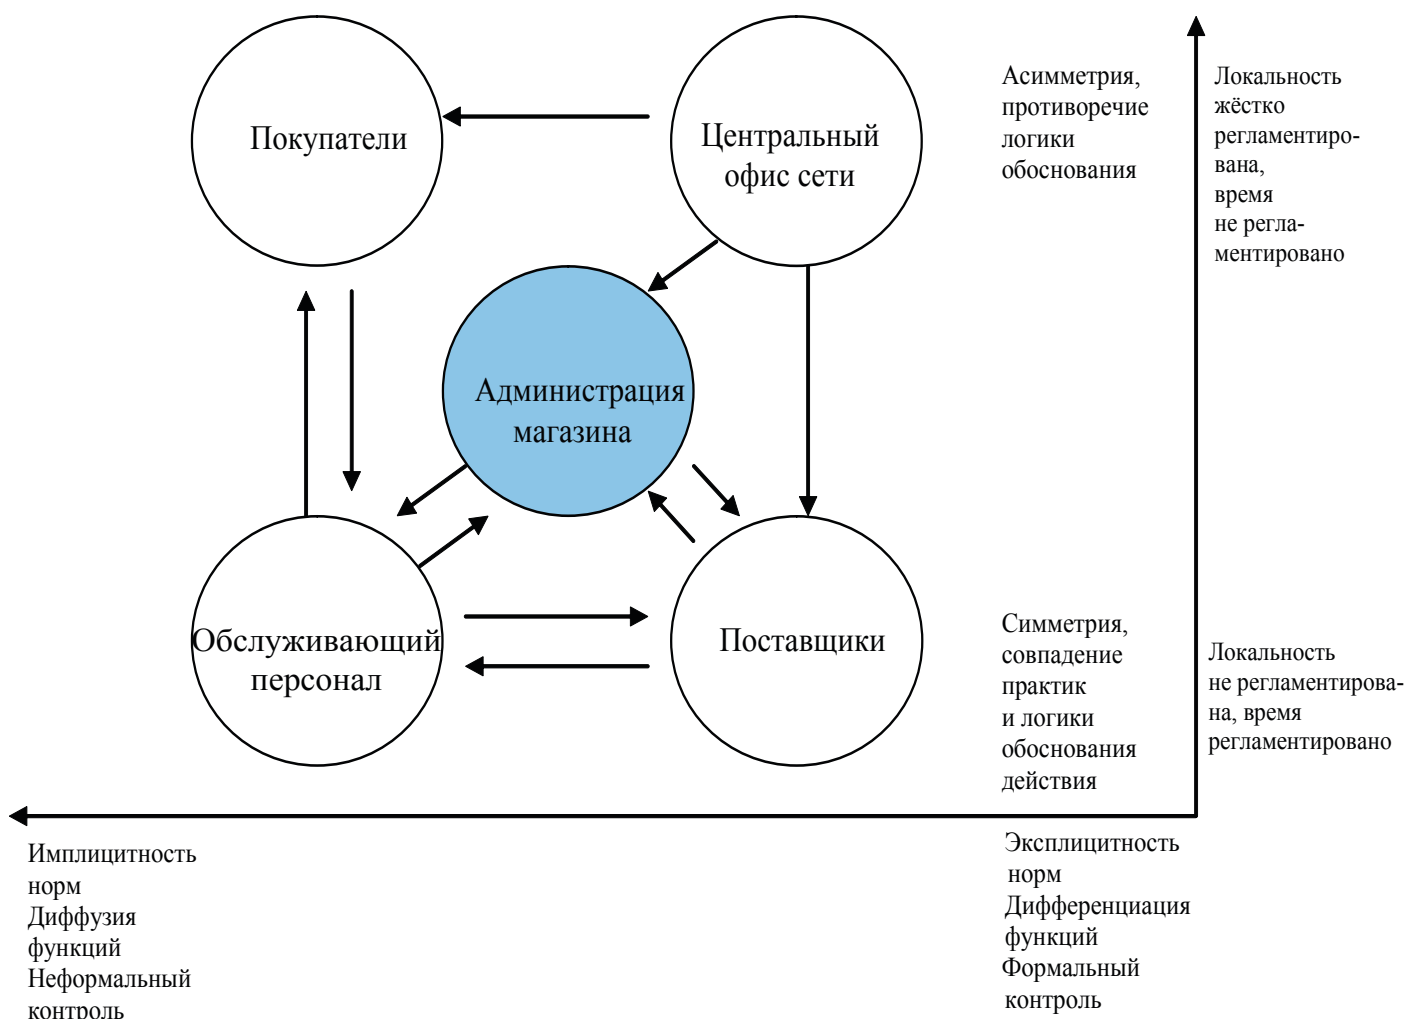 Покупатели
Центральный
офис сети
Асимметрия,
противоречие
логики
обоснования
Локальность
жёстко
регламентиро-
вана,
время
не регла-
ментировано
Администрация
магазина
Обслуживающий
персонал
Поставщики
Симметрия,
совпадение
практик
и логики
обоснования
действия
Локальность
не регламентирова-
на, время
регламентировано
Имплицитность
норм
Диффузия
функций
Неформальный
контроль
Эксплицитность
норм
Дифференциация
функций
Формальный
контроль